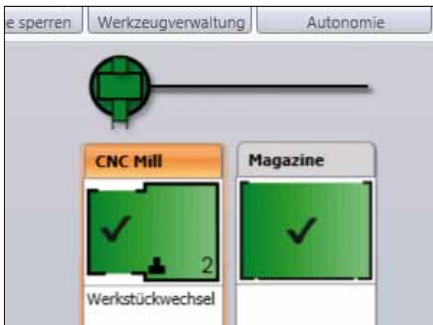 e sperren
Werkzeugverwaltung
Autonomie
CNC Mill
Magazine
2
Werkstückwechsel